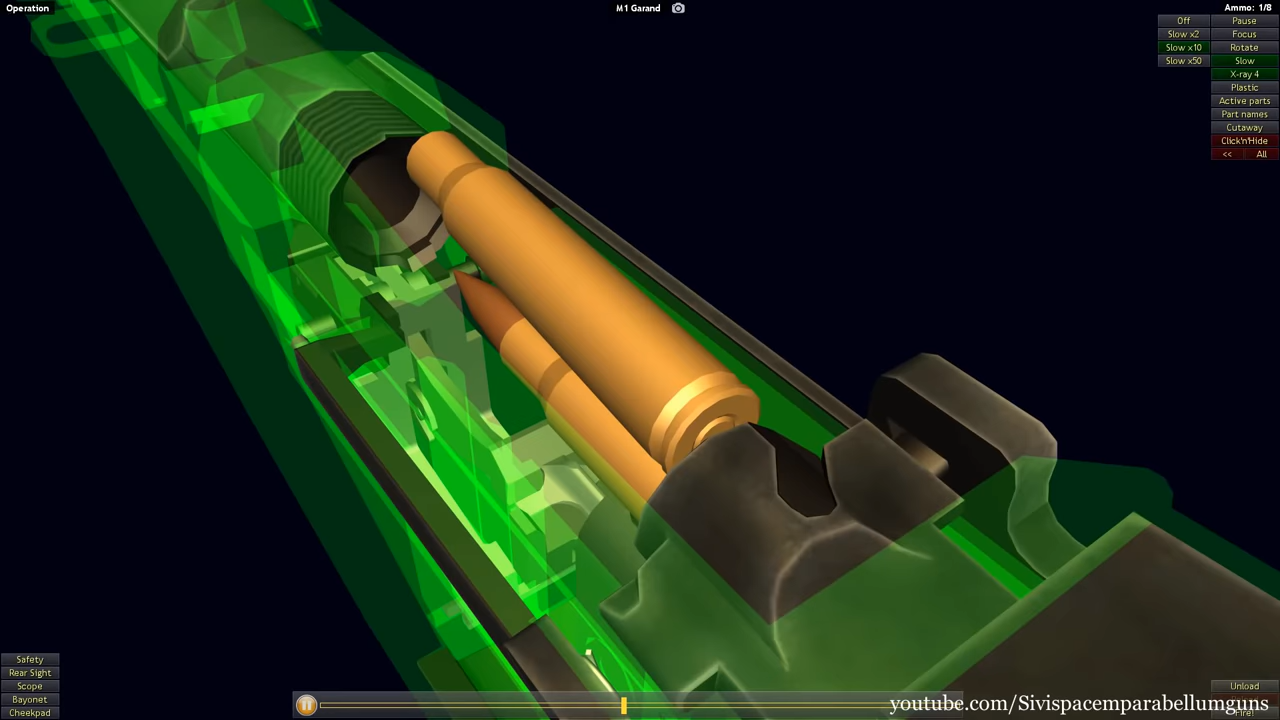 Operation
M1 Garand
Ammo: 1/8
Off
Pause
Slow x2
Focus
Slow x10
Rotate
Slow x50
Slow
X-ray 4
Plastic
Active parts
Part names
Cutaway
Click'n'Hide
<< All
Safety
Rear Sight
Scope
Bayonet
Cheekpad
Unload
youtube.com/Sivispacemparabellumguns
Fire!